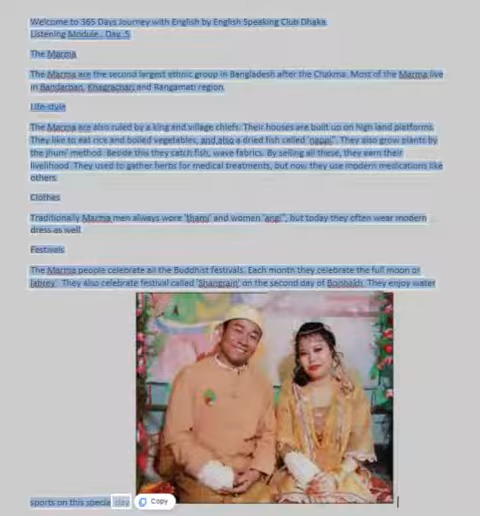 Welcome to 365 Days Journey with English by English Speaking Club Dhaka
Listening Module.. Day :5
The Marma
The Marma are the second largest ethnic group in Bangladesh after the Chakma. Most of the Marma live
in Bandarban, Khagrachari and Rangamati region.
Life-style
The Marma are also ruled by a king and village chiefs. Their houses are built up on high land platforms.
They like to eat rice and boiled vegetables, and also a dried fish called 'nappi". They also grow plants by
the jhum' method. Beside this they catch fish, wave fabrics. By selling all these, they earn their
livelihood. They used to gather herbs for medical treatments, but now they use modern medications like
others.
Clothes
Traditionally Marma men always wore 'thami' and women 'angi", but today they often wear modern
dress as well
Festivals
The Marma people celebrate all the Buddhist festivals. Each month they celebrate the full moon or
labrey'. They also celebrate festival called 'Shangrain' on the second day of Boishakh. They enjoy water
sports on this special day
Copy